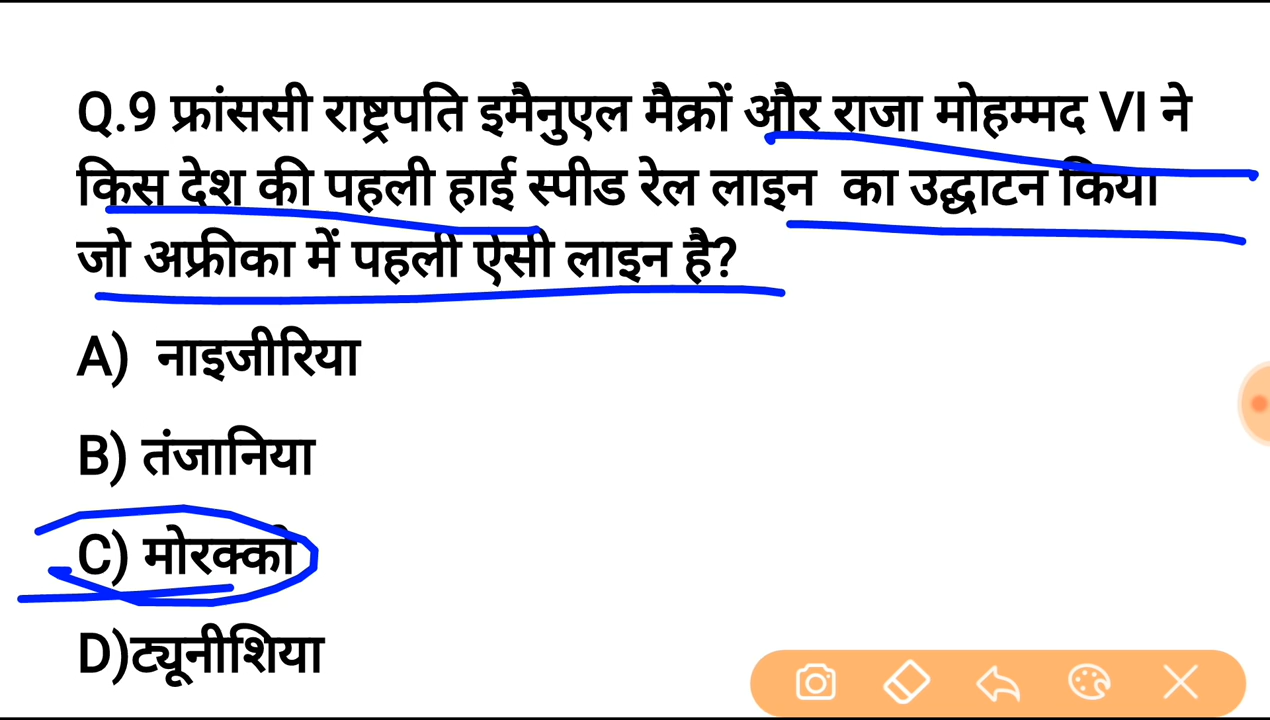 Q.9 फ्रांससी राष्ट्रपति इमैनुएल मैक्रों और राजा मोहम्मद VI ने
किस देश की पहली हाई स्पीड रेल लाइन का उद्घाटन किया
जो अफ्रीका में पहली ऐसी लाइन है?
A) नाइजीरिया
B) तंजानिया
C) मोरक्को
D)ट्यूनीशिया